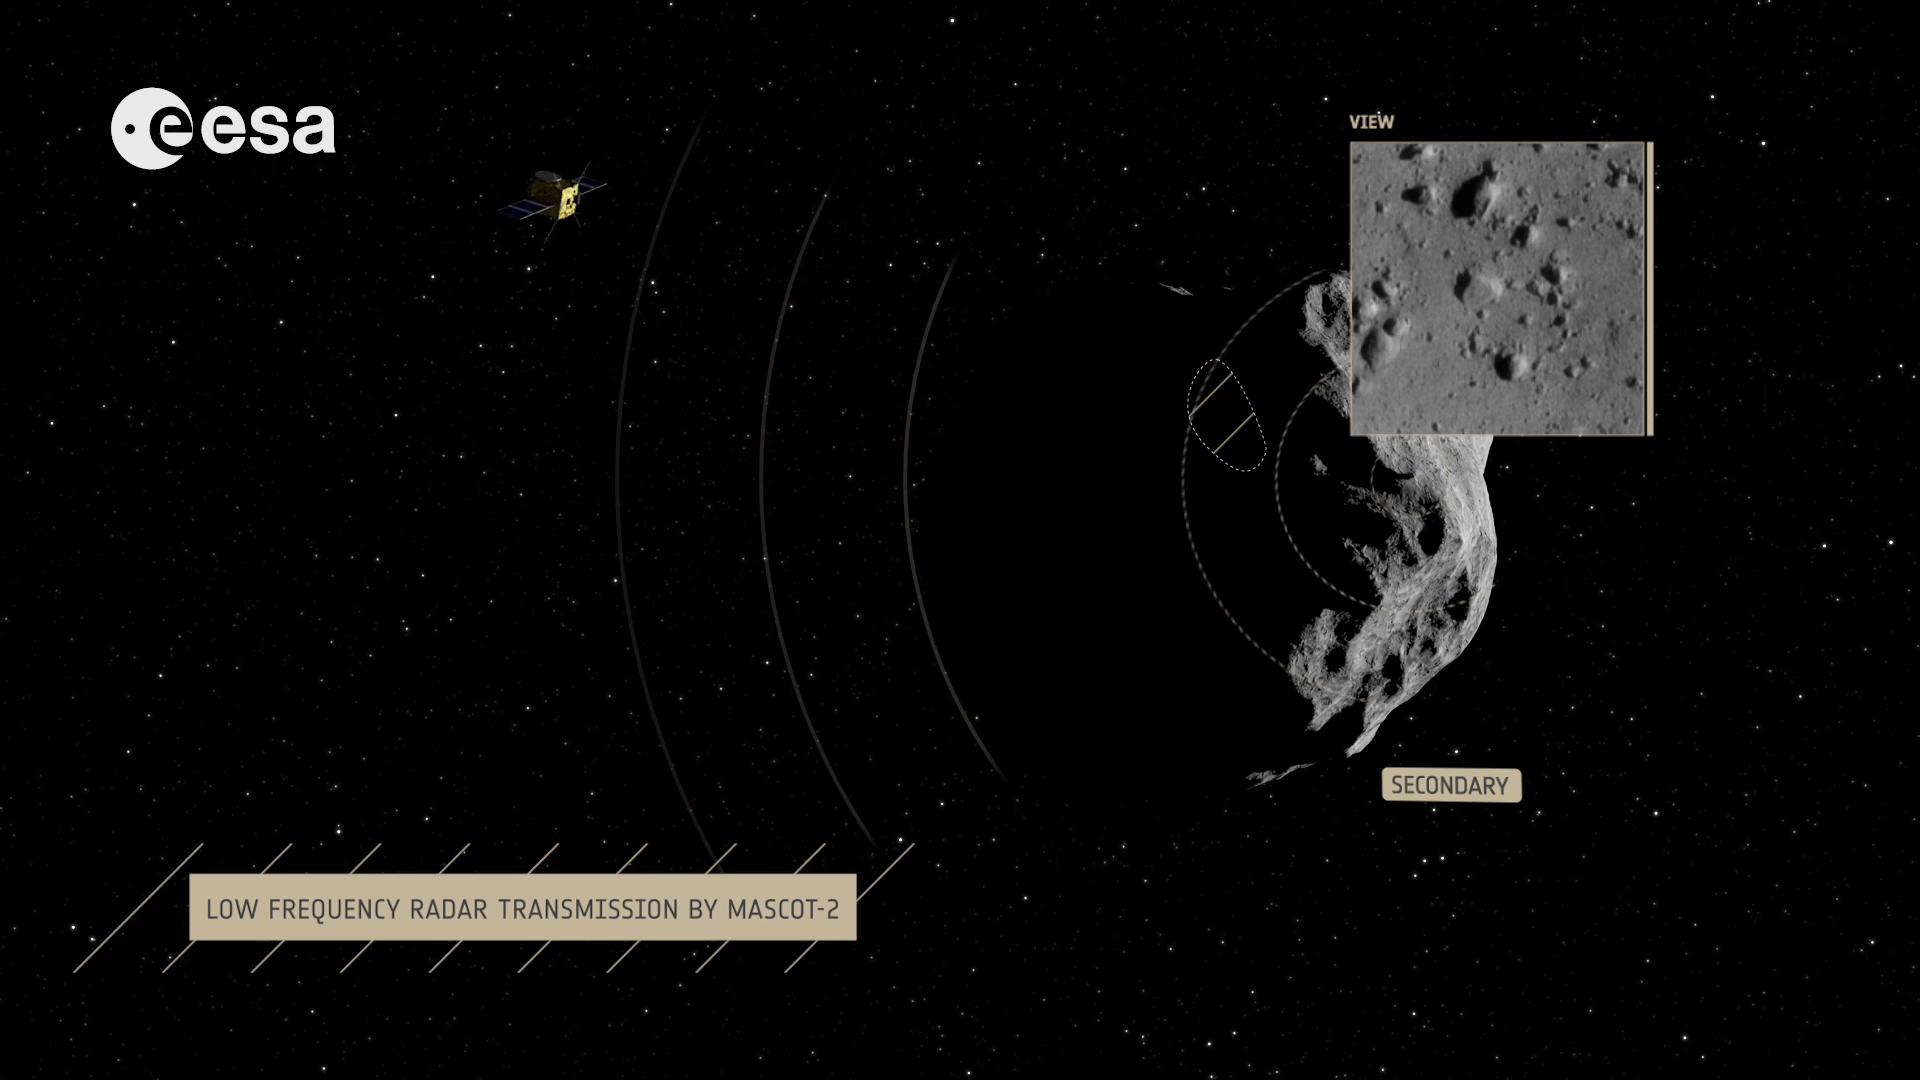 esa
VIEW
SECONDARY
LOW FREQUENCY RADAR TRANSMISSION BY MASCOT-2